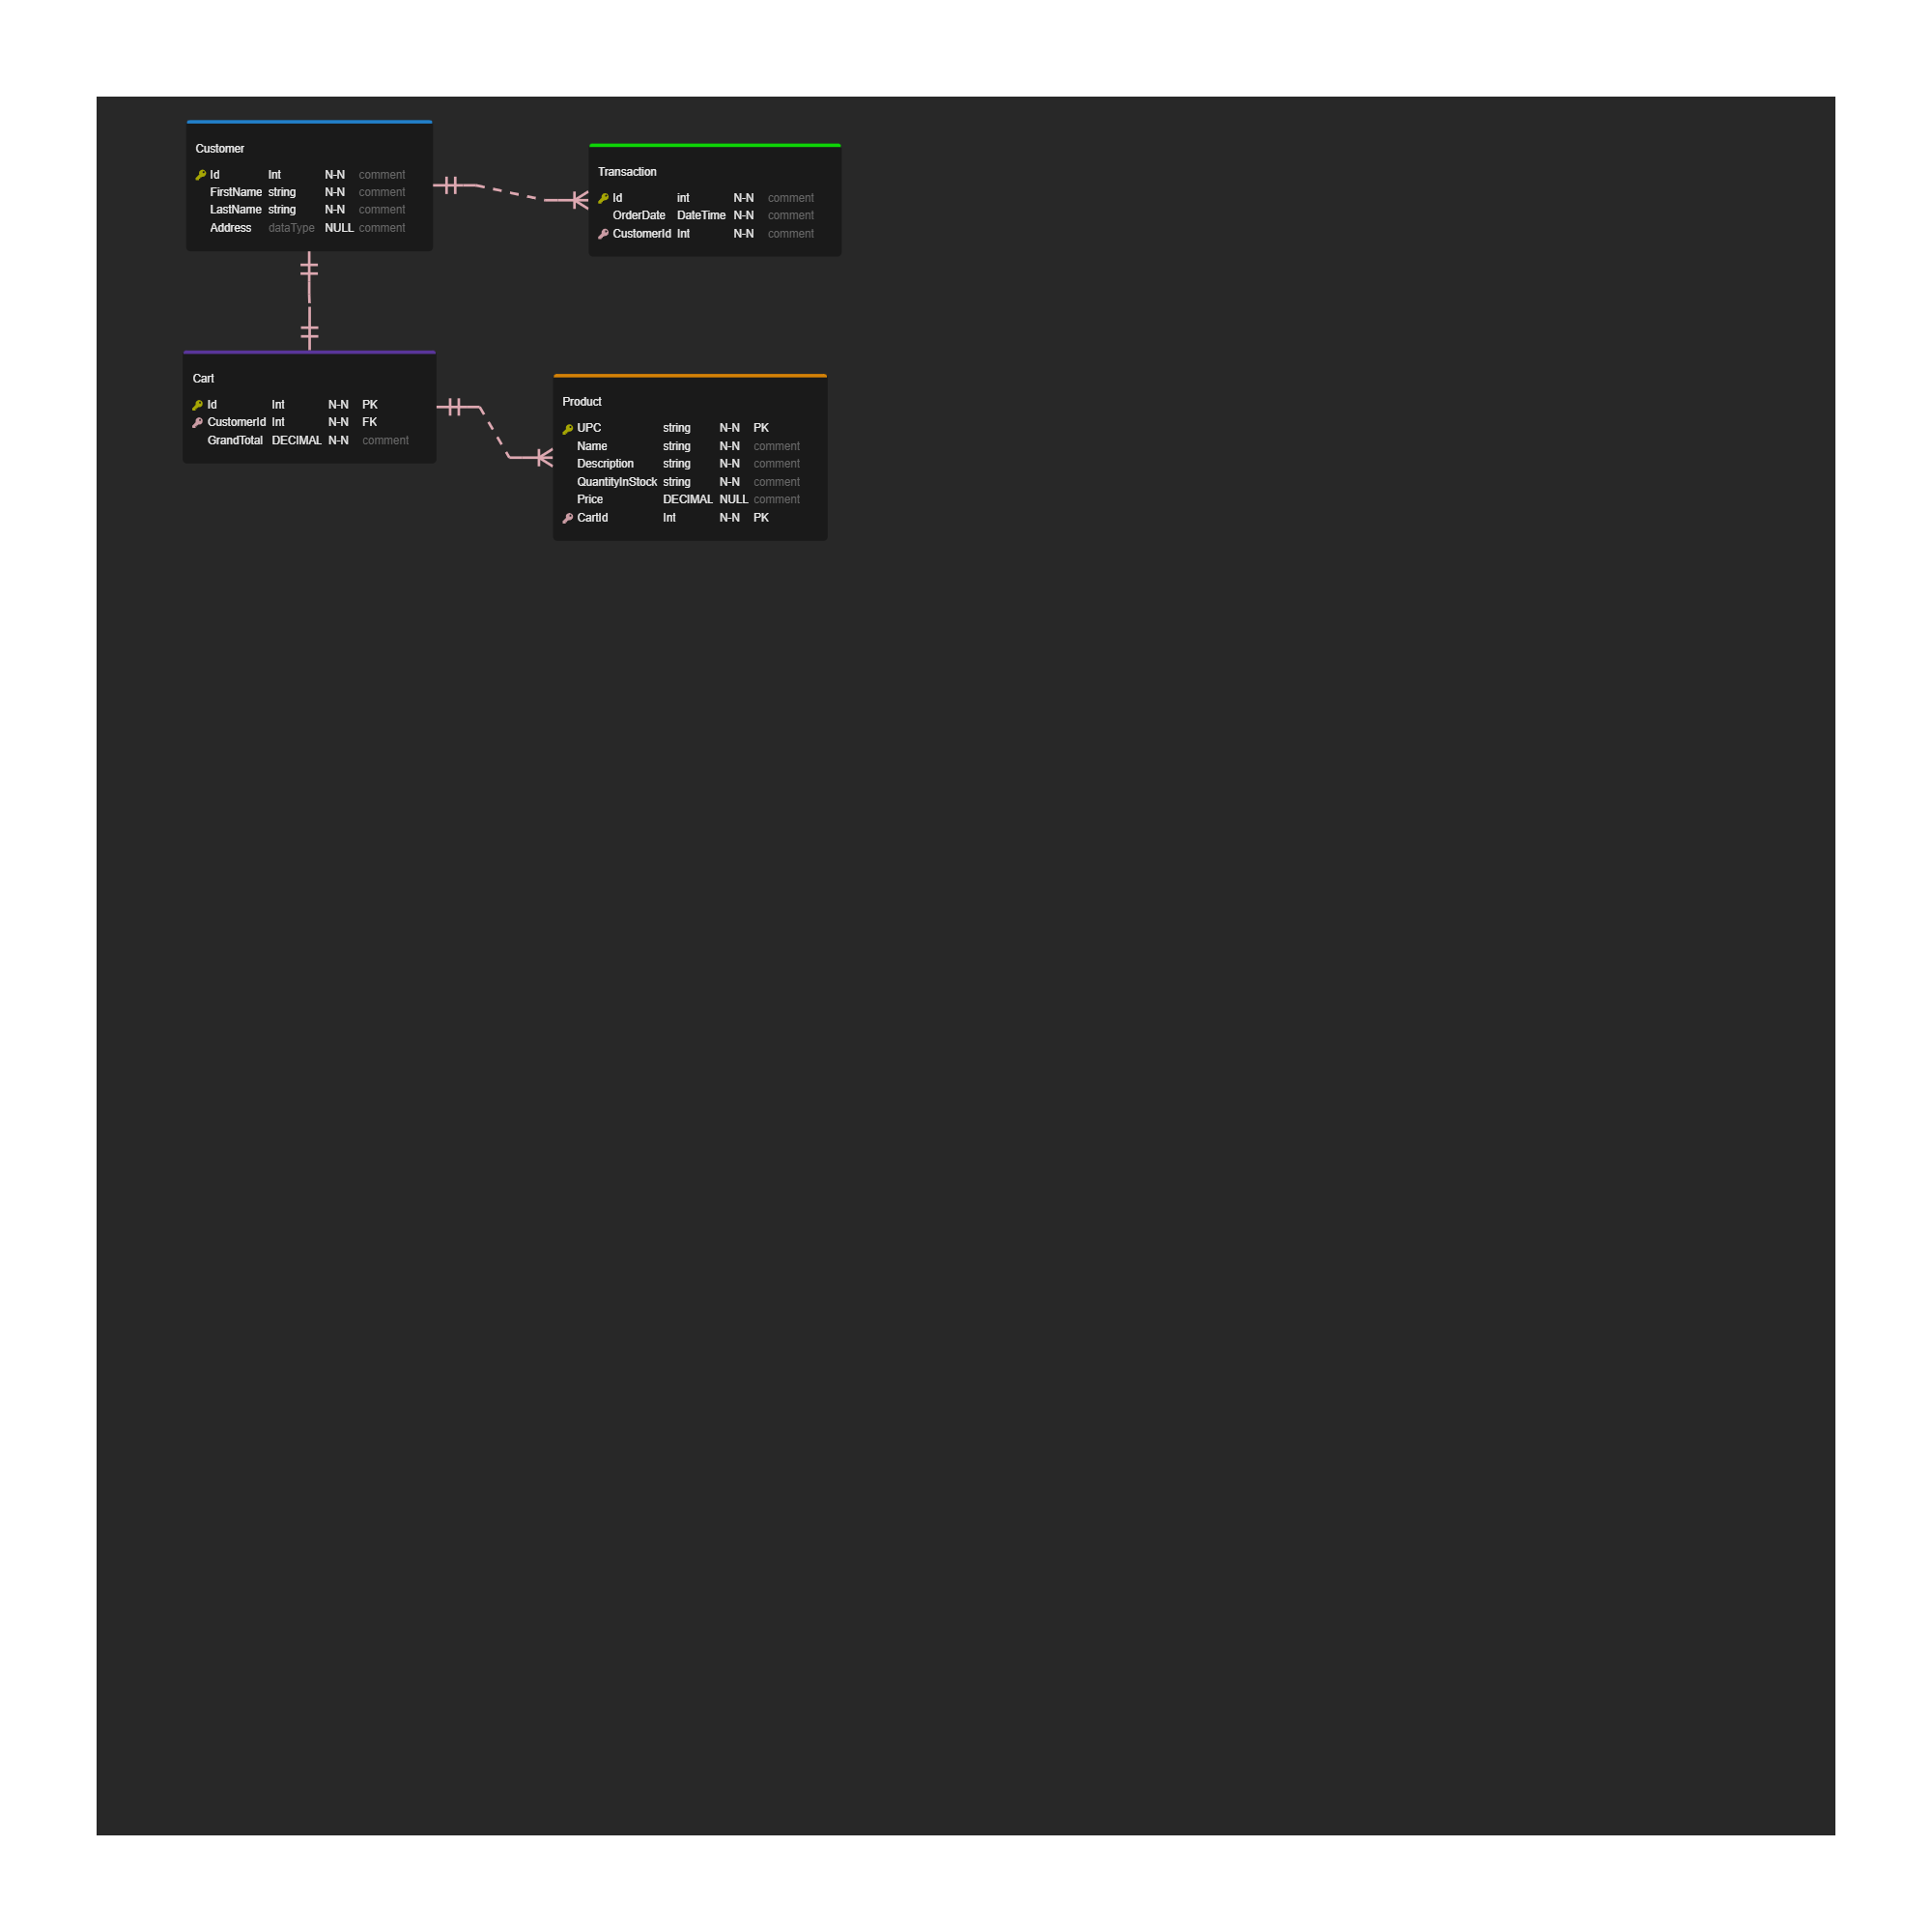 Customer
Id Int N-N comment
FirstName string N-N comment
LastName string N-N comment
Address dataType NULL comment
Transaction
Id int N-N comment
OrderDate DateTime N-N comment
CustomerId Int N-N comment
Cart
Id Int N-N PK
CustomerId Int N-N FK
GrandTotal DECIMAL N-N comment
Product
UPC string N-N PK
Name string N-N comment
Description string N-N comment
QuantityInStock string N-N comment
Price DECIMAL NULL comment
CartId Int N-N PK